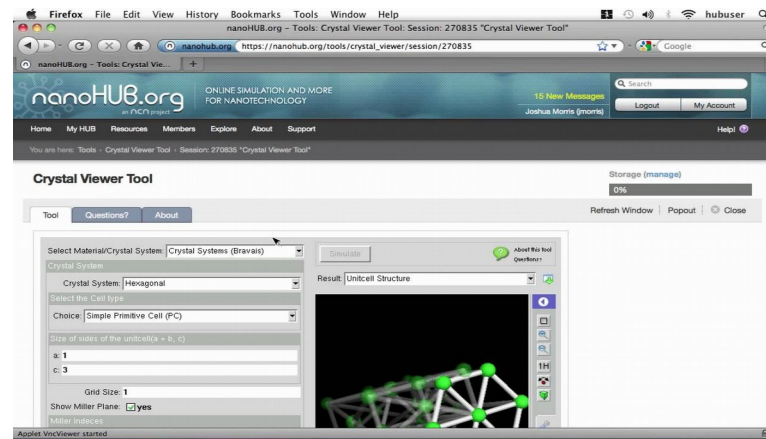 Firefox File Edit View History Bookmarks Tools Window Help hubuser
nanoHUB.org - Tools: Crystal Viewer Tool: Session: 270835 "Crystal Viewer Tool"
nanohub.org https://nanohub.org/tools/crystal_viewer/session/270835 Google
nanoHUB.org - Tools: Crystal Vie... +
nanoHUB.org ONLINE SIMULATION AND MORE Search
an NCN project FOR NANOTECHNOLOGY 15 New Messages Logout My Account
Joshua Morris (jmorris)
Home My HUB Resources Members Explore About Support Help!
You are here: Tools › Crystal Viewer Tool › Session: 270835 "Crystal Viewer Tool"
Crystal Viewer Tool Storage (manage)
0%
Tool Questions? About Refresh Window Popout Close
Select Material/Crystal System: Crystal Systems (Bravais) Simulate About this tool
Questions?
Crystal System
Crystal System: Hexagonal Result: Unitcell Structure
Select the Cell type
Choice: Simple Primitive Cell (PC)
Size of sides of the unitcell(a = b, c)
a: 1
c: 3
Grid Size: 1
Show Miller Plane: yes
Miller Indeces
Applet VncViewer started